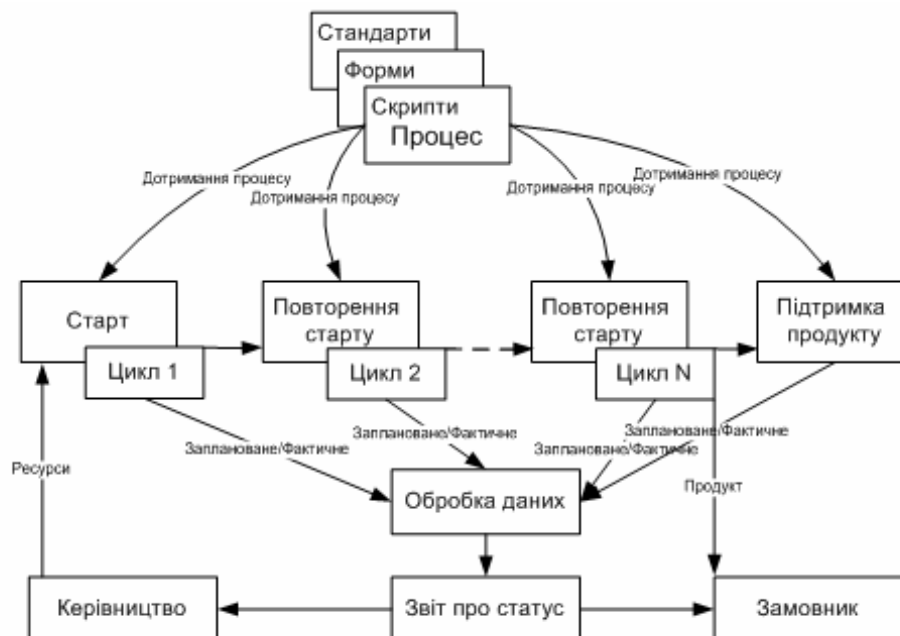 Стандарти
Форми
Скрипти
Процес
Дотримання процесу
Дотримання процесу
Дотримання процесу
Дотримання процесу
Старт
Цикл 1
Повторення
старту
Цикл 2
Повторення
старту
Цикл N
Підтримка
продукту
Заплановане/Фактичне
Заплановане/Фактичне
Заплановане/Фактичне
Заплановане/Фактичне
Ресурси
Продукт
Обробка даних
Керівництво
Звіт про статус
Замовник